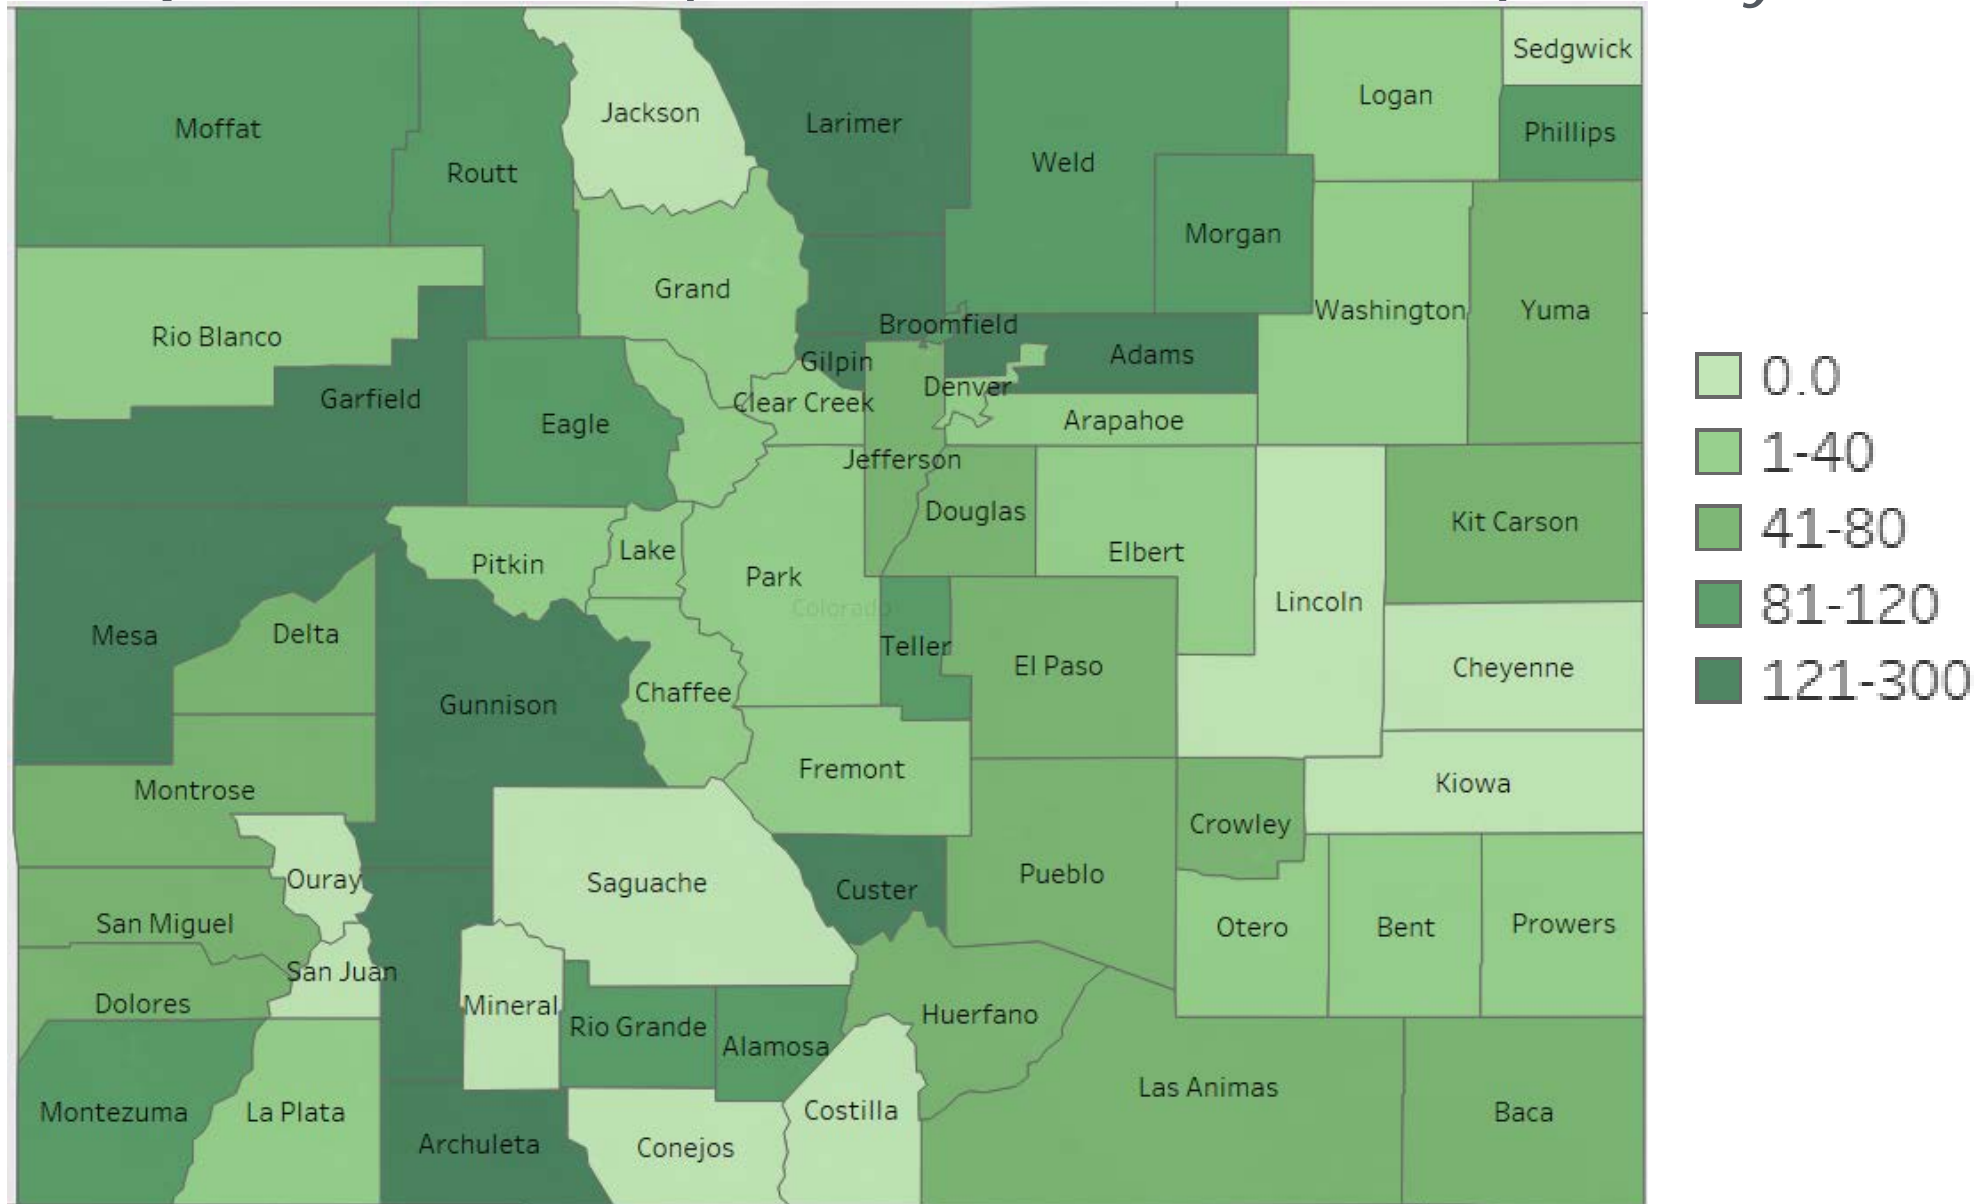 Sedgwick
Logan
Jackson
Larimer
Moffat
Phillips
Weld
Routt
Morgan
Grand
Washington
Yuma
Broomfield
Rio Blanco
Adams
Gilpin
Denver
Garfield
Clear Creek
Eagle
Arapahoe
Jefferson
Douglas
Kit Carson
Lake
Elbert
Pitkin
Park
Lincoln
Colorado
Mesa
Delta
Teller
El Paso
Cheyenne
Chaffee
Gunnison
Fremont
Kiowa
Montrose
Crowley
Pueblo
Ouray
Saguache
Custer
San Miguel
Otero
Bent
Prowers
San Juan
Dolores
Mineral
Huerfano
Rio Grande
Alamosa
Las Animas
Montezuma
La Plata
Costilla
Baca
Archuleta
Conejos
0.0
1-40
41-80
81-120
121-300